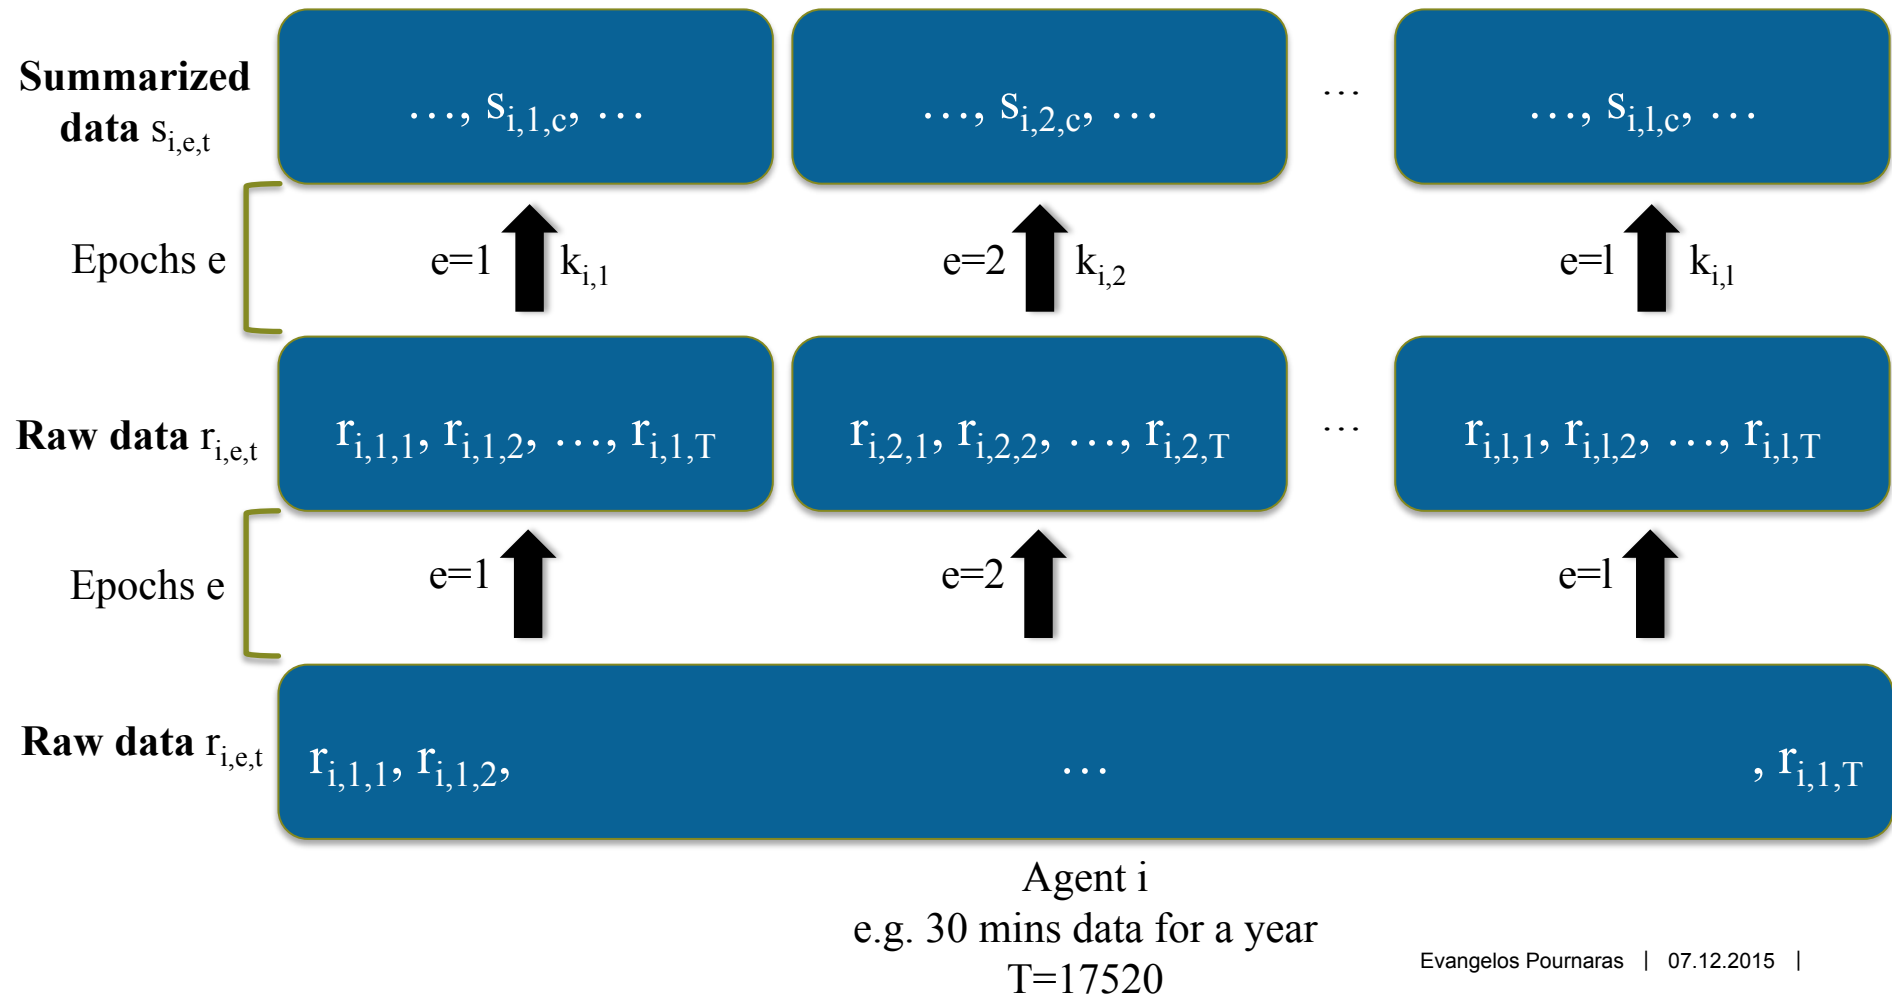 Summarized
data s_{i,e,t}
…, s_{i,1,c}, …
…, s_{i,2,c}, …
…
…, s_{i,l,c}, …
Epochs e
e=1
k_{i,1}
e=2
k_{i,2}
e=l
k_{i,l}
Raw data r_{i,e,t}
r_{i,1,1}, r_{i,1,2}, …, r_{i,1,T}
r_{i,2,1}, r_{i,2,2}, …, r_{i,2,T}
…
r_{i,l,1}, r_{i,l,2}, …, r_{i,l,T}
Epochs e
e=1
e=2
e=l
Raw data r_{i,e,t}
r_{i,1,1}, r_{i,1,2}, … , r_{i,1,T}
Agent i
e.g. 30 mins data for a year
T=17520
Evangelos Pournaras | 07.12.2015 |